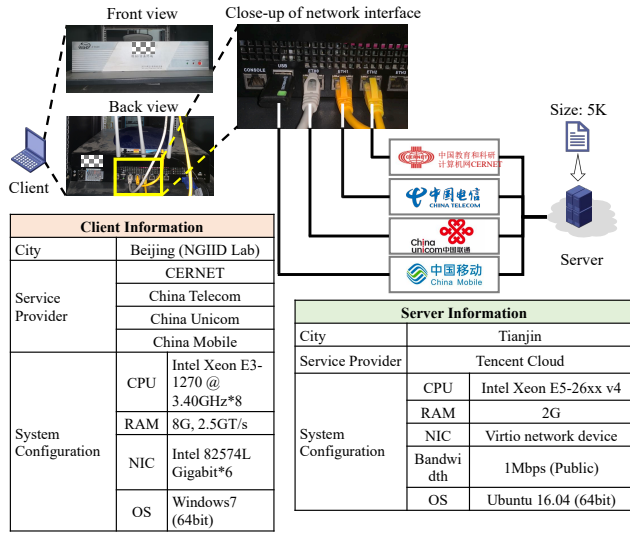 Front view
Close-up of network interface
Back view
Client
CONSOLE
USB
ETH0
ETH1
ETH2
ETH3
Size: 5K
Server
CERNET
中国教育和科研
计算机网CERNET
中国电信
CHINA TELECOM
China
unicom中国联通
中国移动
China Mobile
Client Information
City Beijing (NGIID Lab)
Service
Provider
CERNET
China Telecom
China Unicom
China Mobile
System
Configuration
CPU
Intel Xeon E3-
1270 @
3.40GHz*8
RAM 8G, 2.5GT/s
NIC
Intel 82574L
Gigabit*6
OS
Windows7
(64bit)
Server Information
City Tianjin
Service Provider Tencent Cloud
System
Configuration
CPU Intel Xeon E5-26xx v4
RAM 2G
NIC Virtio network device
Bandwi
dth
1Mbps (Public)
OS Ubuntu 16.04 (64bit)